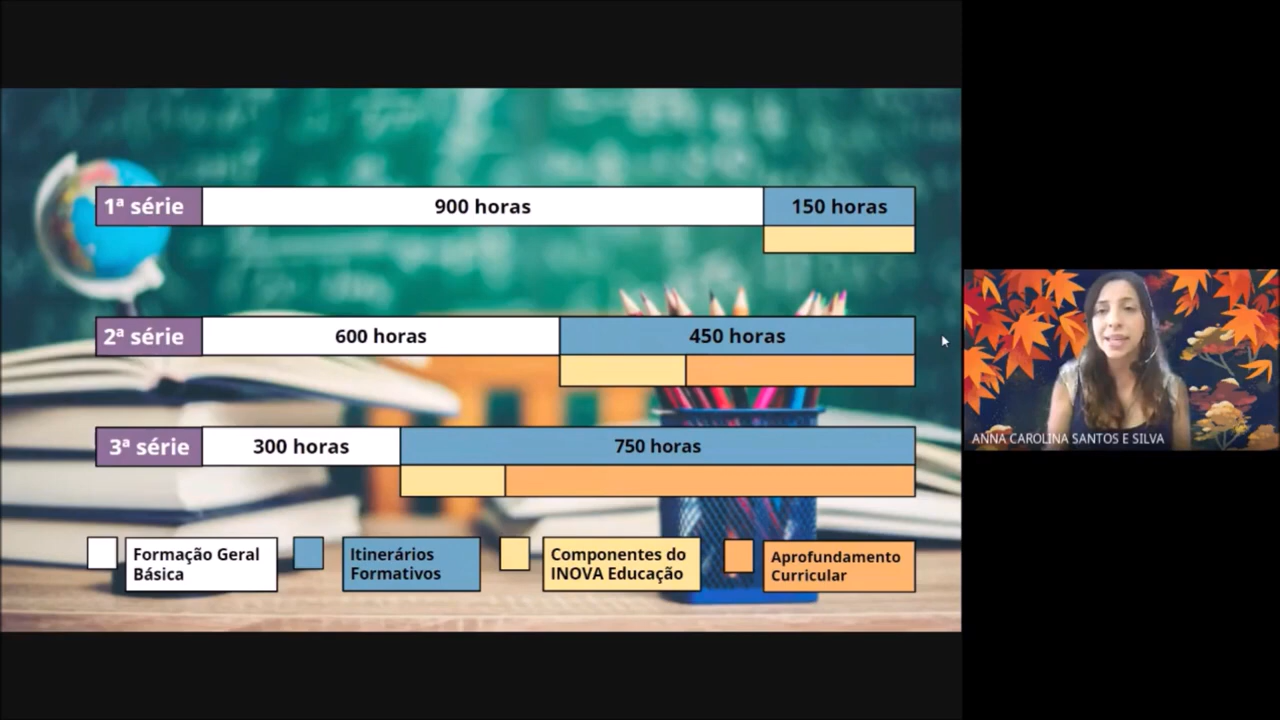 1ª série
900 horas
150 horas
2ª série
600 horas
450 horas
3ª série
300 horas
750 horas
Formação Geral
Básica
Itinerários
Formativos
Componentes do
INOVA Educação
Aprofundamento
Curricular
ANNA CAROLINA SANTOS E SILVA